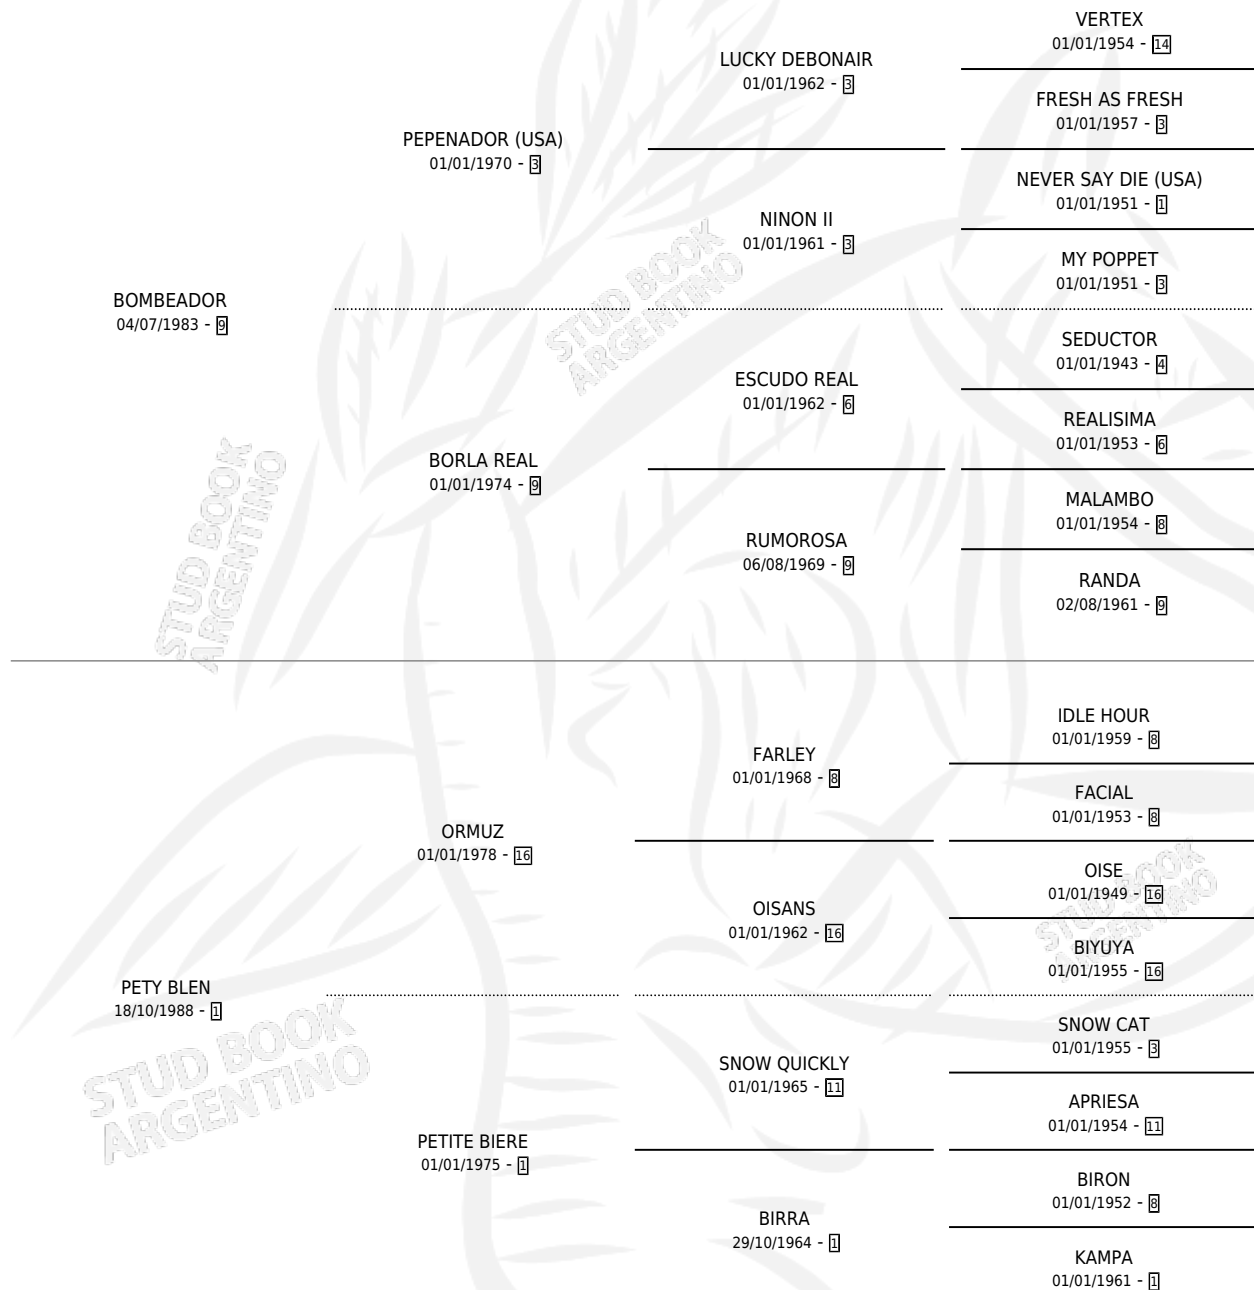 VERTEX
01/01/1954 - 14
LUCKY DEBONAIR
01/01/1962 - 3
FRESH AS FRESH
01/01/1957 - 3
PEPENADOR (USA)
01/01/1970 - 3
NEVER SAY DIE (USA)
01/01/1951 - 1
NINON II
01/01/1961 - 3
MY POPPET
01/01/1951 - 3
BOMBEADOR
04/07/1983 - 9
SEDUCTOR
01/01/1943 - 4
ESCUDO REAL
01/01/1962 - 6
REALISIMA
01/01/1953 - 6
BORLA REAL
01/01/1974 - 9
MALAMBO
01/01/1954 - 8
RUMOROSA
06/08/1969 - 9
RANDA
02/08/1961 - 9
IDLE HOUR
01/01/1959 - 8
FARLEY
01/01/1968 - 8
FACIAL
01/01/1953 - 8
ORMUZ
01/01/1978 - 16
OISE
01/01/1949 - 16
OISANS
01/01/1962 - 16
BIYUYA
01/01/1955 - 16
PETY BLEN
18/10/1988 - 1
SNOW CAT
01/01/1955 - 3
SNOW QUICKLY
01/01/1965 - 11
APRIESA
01/01/1954 - 11
PETITE BIERE
01/01/1975 - 1
BIRON
01/01/1952 - 8
BIRRA
29/10/1964 - 1
KAMPA
01/01/1961 - 1
STUD BOOK
ARGENTINO
STUD BOOK
ARGENTINO
STUD BOOK
ARGENTINO
STUD BOOK
ARGENTINO